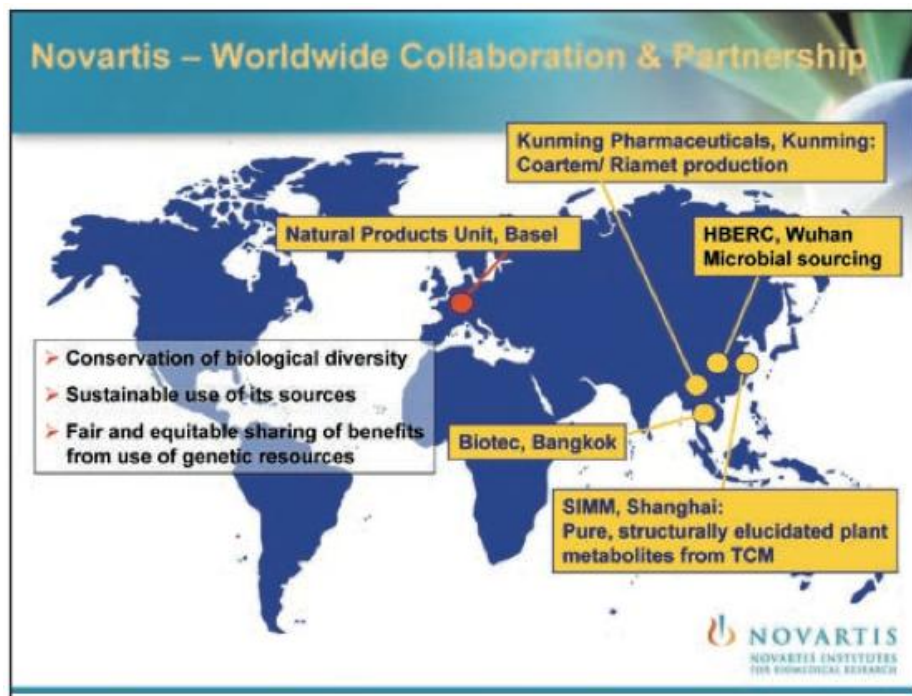 Novartis – Worldwide Collaboration & Partnership
Kunming Pharmaceuticals, Kunming:
Coartem/ Riamet production
Natural Products Unit, Basel
HBERC, Wuhan
Microbial sourcing
➢ Conservation of biological diversity
➢ Sustainable use of its sources
➢ Fair and equitable sharing of benefits
from use of genetic resources
Biotec, Bangkok
SIMM, Shanghai:
Pure, structurally elucidated plant
metabolites from TCM
NOVARTIS
NOVARTIS INSTITUTES
FOR BIOMEDICAL RESEARCH